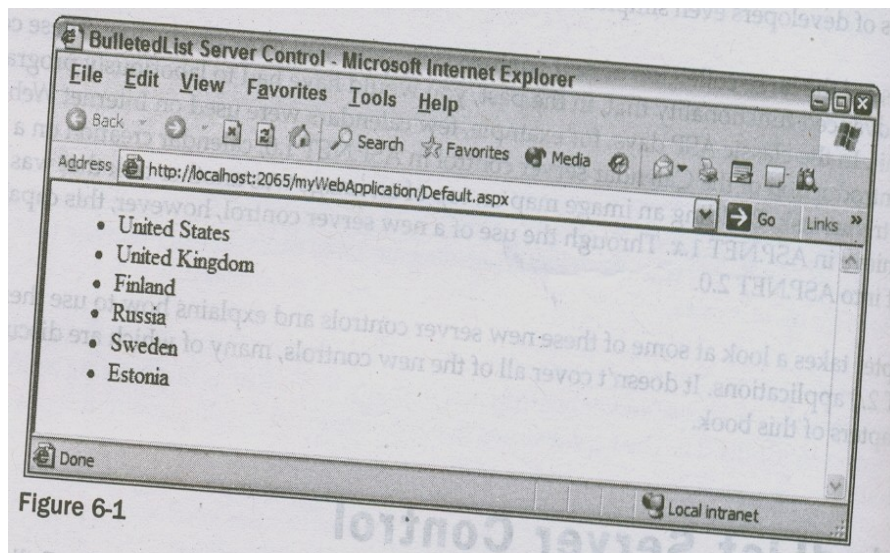 BulletedList Server Control - Microsoft Internet Explorer
File Edit View Favorites Tools Help
Back Search Favorites Media
Address http://localhost:2065/myWebApplication/Default.aspx Go Links »
• United States
• United Kingdom
• Finland
• Russia
• Sweden
• Estonia
Done Local intranet
Figure 6-1